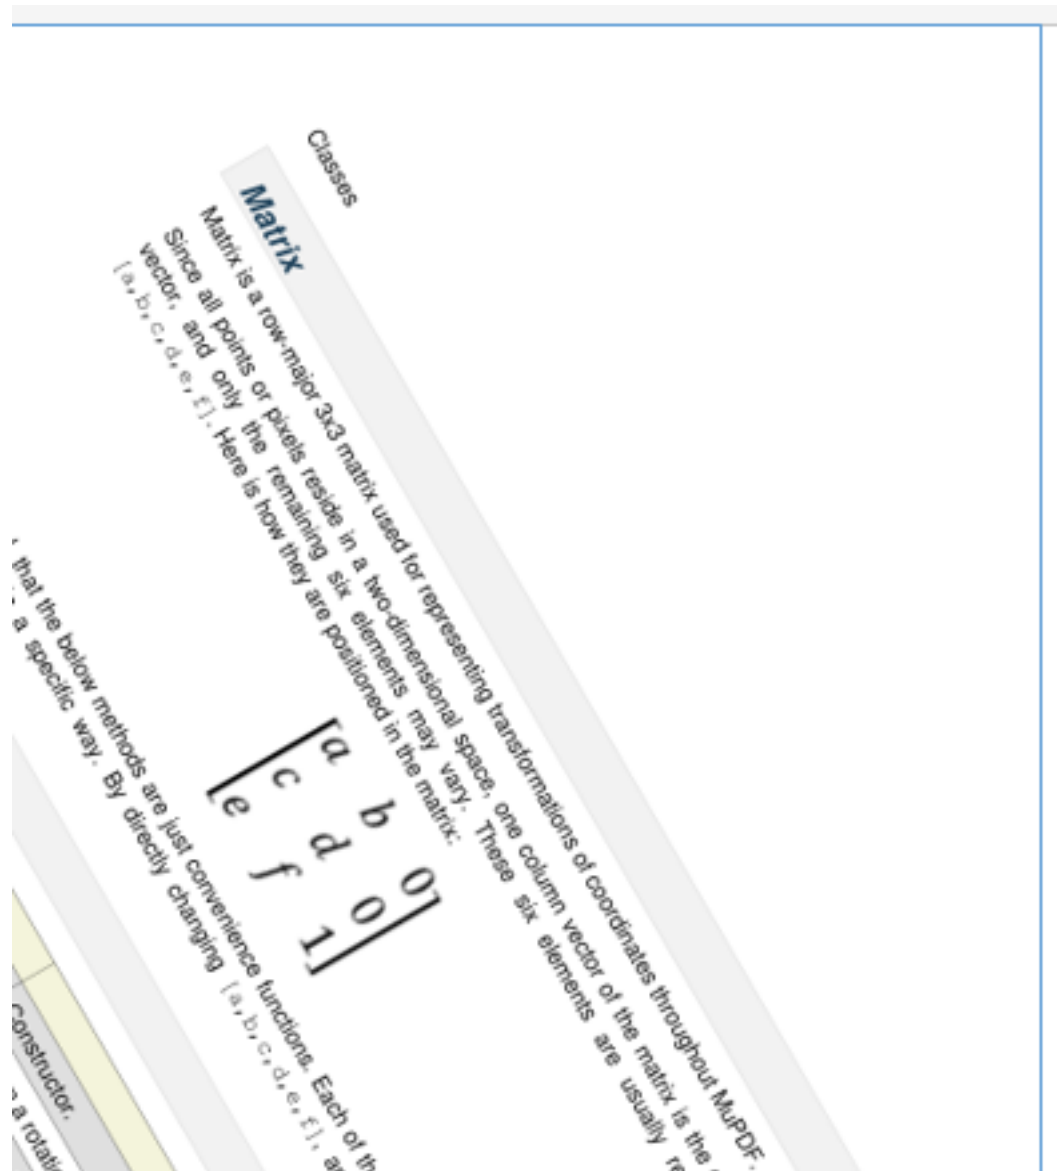 Classes
Matrix
Matrix is a row-major 3x3 matrix used for representing transformations of coordinates throughout MuPDF.
Since all points or pixels reside in a two-dimensional space, one column vector of the matrix is the
vector, and only the remaining six elements may vary. These six elements are usually
[a,b,c,d,e,f]. Here is how they are positioned in the matrix:
a b 0
c d 0
e f 1
that the below methods are just convenience functions. Each of
a specific way. By directly changing [a,b,c,d,e,f],
Constructor.
a